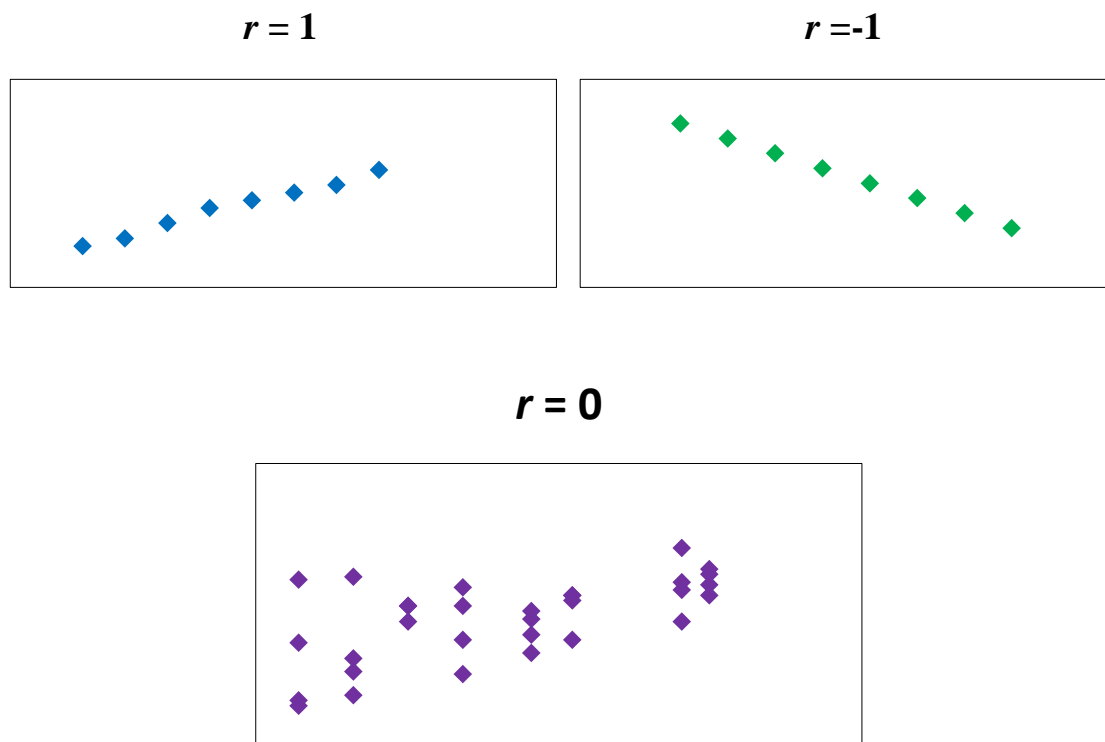 r = 1
r =-1
r = 0